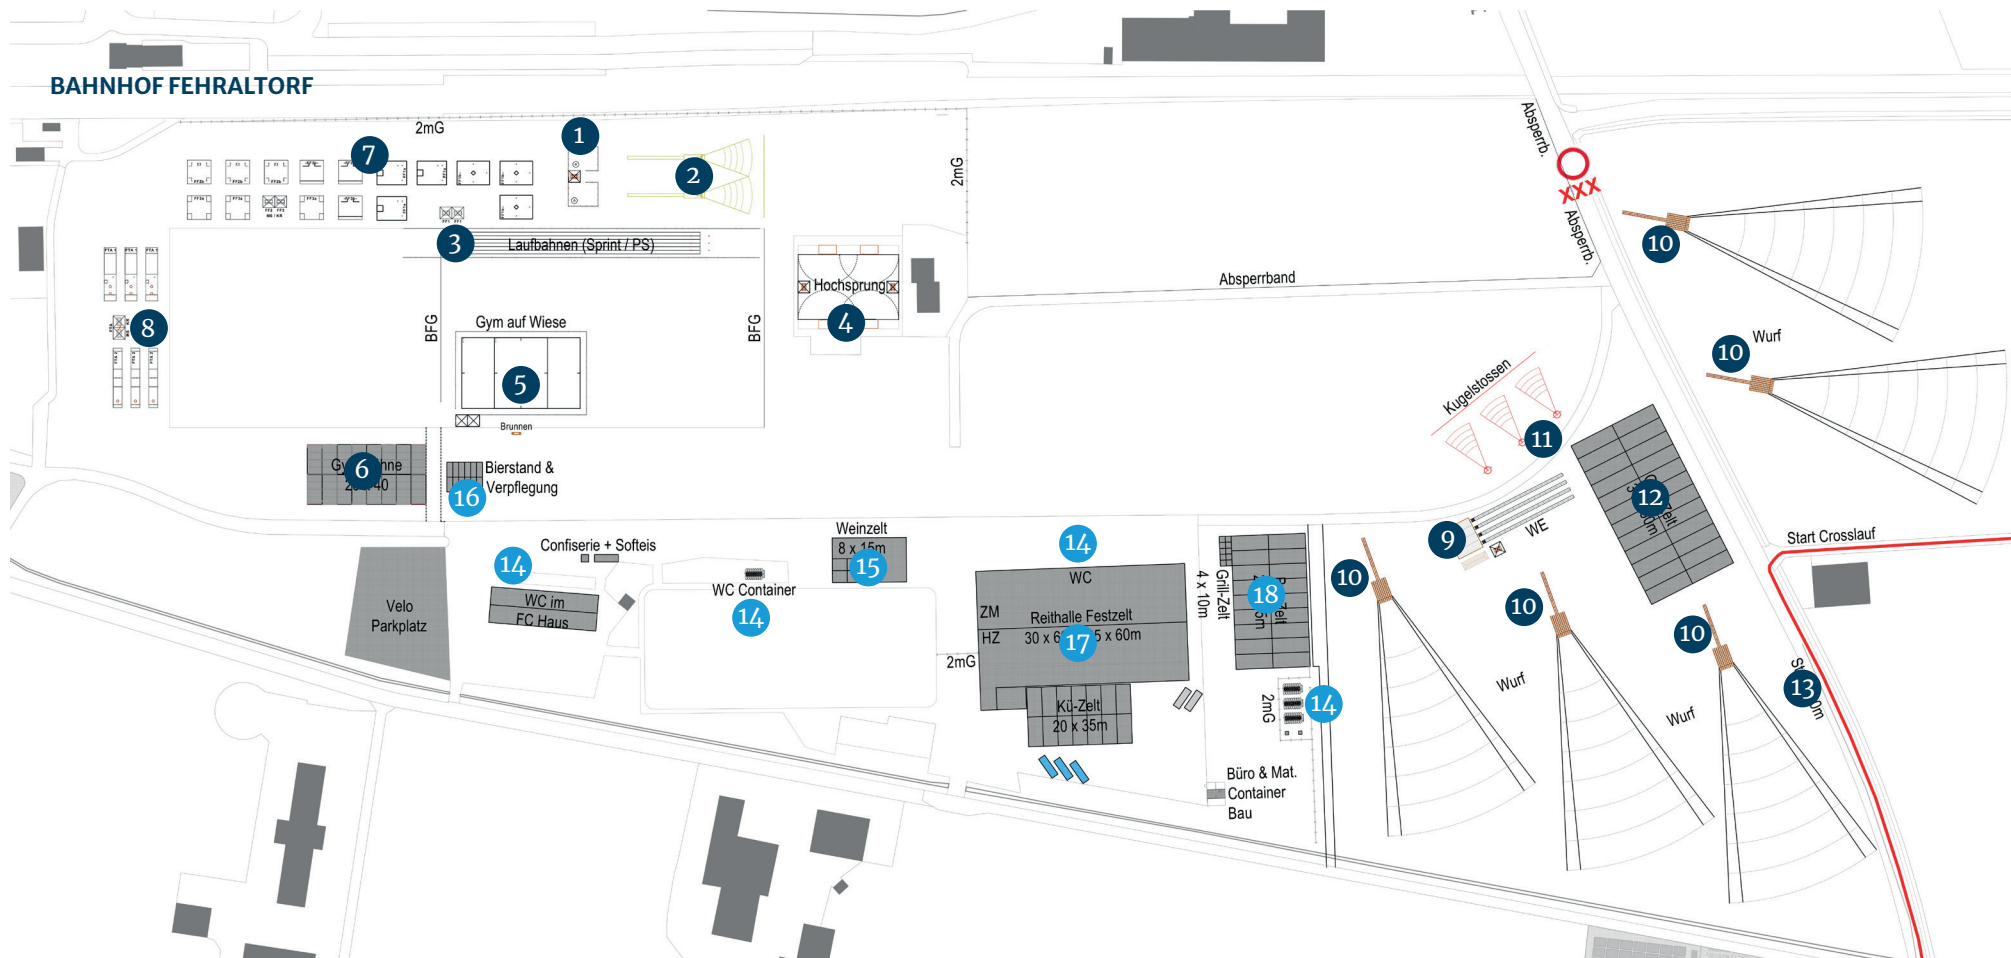 BAHNHOF FEHRALTORF
2mG
1
7
2
2mG
Absperrb.
XXX
Absperrb.
10
3
Laufbahnen (Sprint / PS)
Hochsprung
4
Absperrband
8
BFG
BFG
Gym auf Wiese
5
Brunnen
Wurf
10
Kugelstossen
11
6
Bierstand &
Verpflegung
16
12
9
WE
Start Crosslauf
Confiserie + Softeis
14
WC im
FC Haus
Velo
Parkplatz
WC Container
14
Weinzelt
8 x 15m
15
14
WC
ZM
HZ
Reithalle Festzelt
17
2mG
Kü-Zelt
20 x 35m
4 x 10m
Grill-Zelt
18
2mG
14
Büro & Mat.
Container
Bau
10
10
10
Wurf
Wurf
13